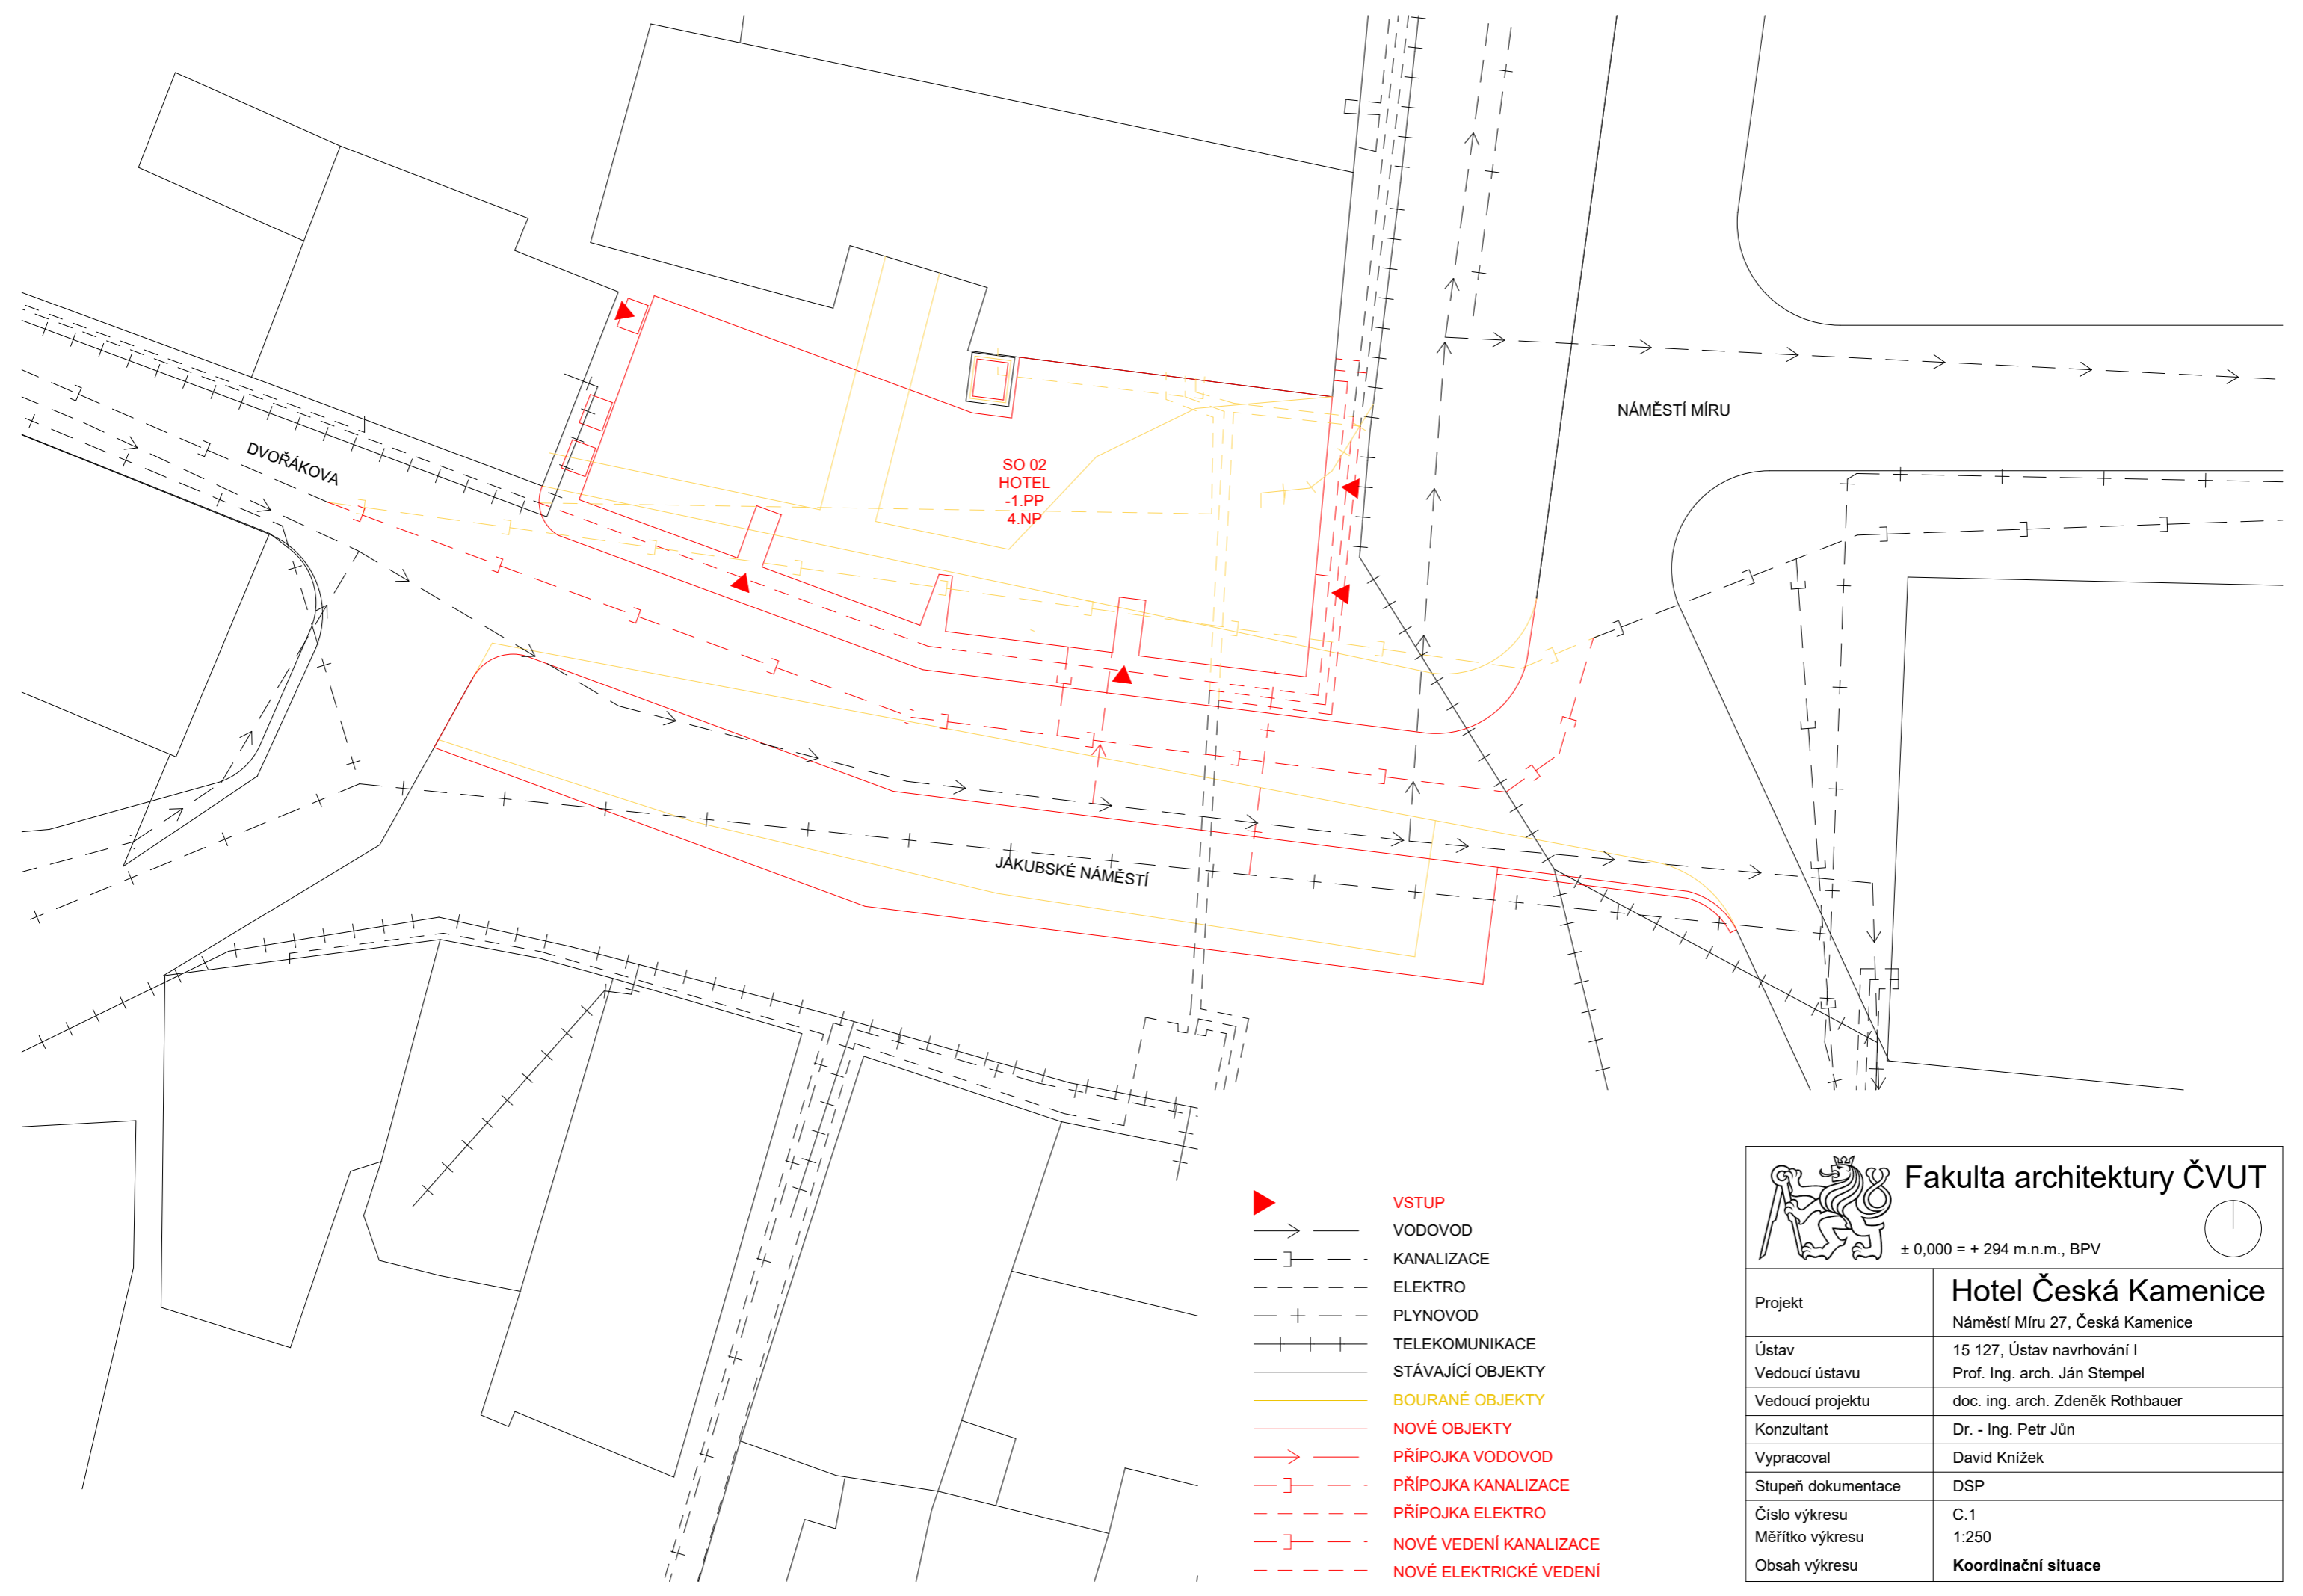 DVOŘÁKOVA
NÁMĚSTÍ MÍRU
SO 02
HOTEL
-1.PP
4.NP
JAKUBSKÉ NÁMĚSTÍ
VSTUP
VODOVOD
KANALIZACE
ELEKTRO
PLYNOVOD
TELEKOMUNIKACE
STÁVAJÍCÍ OBJEKTY
BOURANÉ OBJEKTY
NOVÉ OBJEKTY
PŘÍPOJKA VODOVOD
PŘÍPOJKA KANALIZACE
PŘÍPOJKA ELEKTRO
NOVÉ VEDENÍ KANALIZACE
NOVÉ ELEKTRICKÉ VEDENÍ
Fakulta architektury ČVUT
± 0,000 = + 294 m.n.m., BPV
Projekt Hotel Česká Kamenice
Náměstí Míru 27, Česká Kamenice
Ústav 15 127, Ústav navrhování I
Vedoucí ústavu Prof. Ing. arch. Ján Stempel
Vedoucí projektu doc. ing. arch. Zdeněk Rothbauer
Konzultant Dr. - Ing. Petr Jůn
Vypracoval David Knížek
Stupeň dokumentace DSP
Číslo výkresu C.1
Měřítko výkresu 1:250
Obsah výkresu Koordinační situace